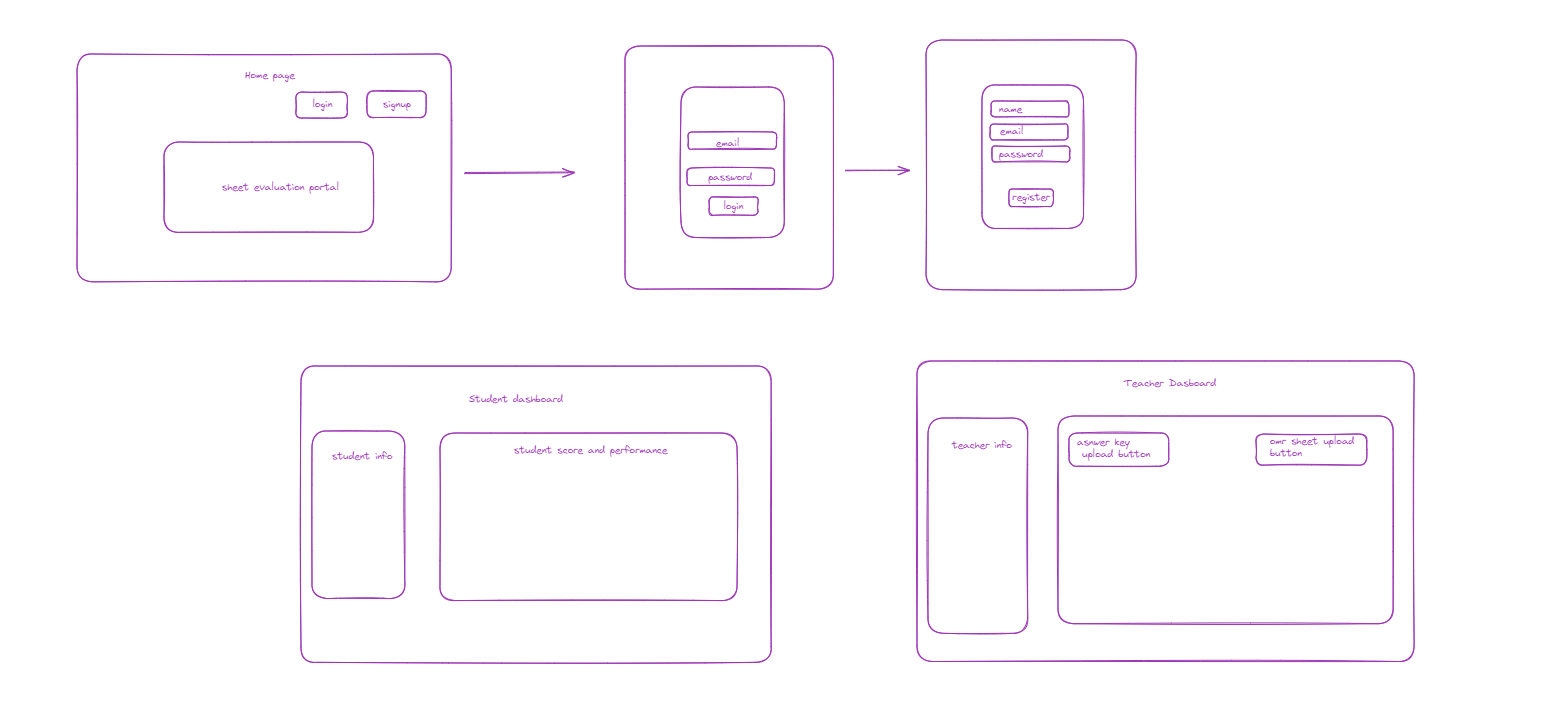 Home page
login
signup
sheet evaluation portal
email
password
login
name
email
password
register
Student dashboard
student info
student score and performance
Teacher Dasboard
teacher info
asnwer key
upload button
omr sheet upload
button